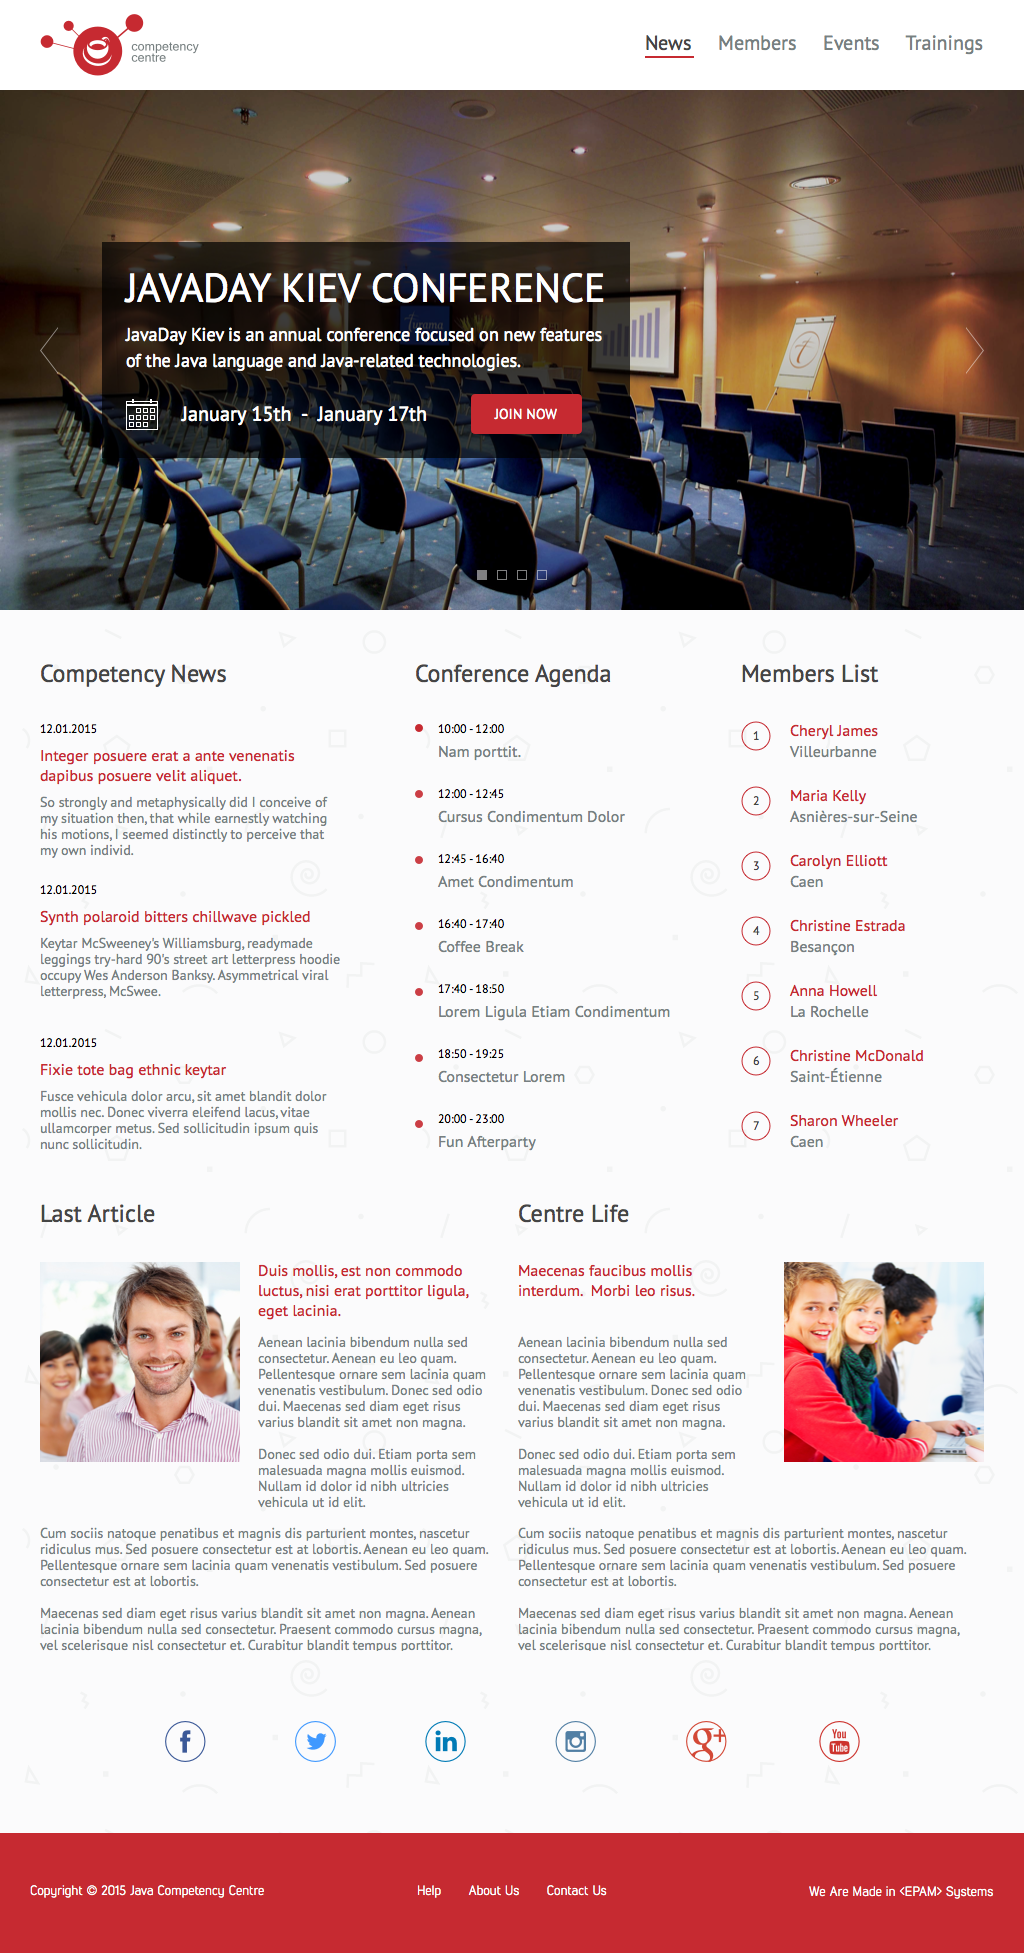 competency
centre
News Members Events Trainings
JAVADAY KIEV CONFERENCE
JavaDay Kiev is an annual conference focused on new features
of the Java language and Java-related technologies.
January 15th - January 17th
JOIN NOW
Competency News
12.01.2015
Integer posuere erat a ante venenatis
dapibus posuere velit aliquet.
So strongly and metaphysically did I conceive of
my situation then, that while earnestly watching
his motions, I seemed distinctly to perceive that
my own individ.
12.01.2015
Synth polaroid bitters chillwave pickled
Keytar McSweeney's Williamsburg, readymade
leggings try-hard 90's street art letterpress hoodie
occupy Wes Anderson Banksy. Asymmetrical viral
letterpress, McSwee.
12.01.2015
Fixie tote bag ethnic keytar
Fusce vehicula dolor arcu, sit amet blandit dolor
mollis nec. Donec viverra eleifend lacus, vitae
ullamcorper metus. Sed sollicitudin ipsum quis
nunc sollicitudin.
Conference Agenda
10:00 - 12:00
Nam porttit.
12:00 - 12:45
Cursus Condimentum Dolor
12:45 - 16:40
Amet Condimentum
16:40 - 17:40
Coffee Break
17:40 - 18:50
Lorem Ligula Etiam Condimentum
18:50 - 19:25
Consectetur Lorem
20:00 - 23:00
Fun Afterparty
Members List
1 Cheryl James
Villeurbanne
2 Maria Kelly
Asnières-sur-Seine
3 Carolyn Elliott
Caen
4 Christine Estrada
Besançon
5 Anna Howell
La Rochelle
6 Christine McDonald
Saint-Étienne
7 Sharon Wheeler
Caen
Last Article
Duis mollis, est non commodo
luctus, nisi erat porttitor ligula,
eget lacinia.
Aenean lacinia bibendum nulla sed
consectetur. Aenean eu leo quam.
Pellentesque ornare sem lacinia quam
venenatis vestibulum. Donec sed odio
dui. Maecenas sed diam eget risus
varius blandit sit amet non magna.
Donec sed odio dui. Etiam porta sem
malesuada magna mollis euismod.
Nullam id dolor id nibh ultricies
vehicula ut id elit.
Cum sociis natoque penatibus et magnis dis parturient montes, nascetur
ridiculus mus. Sed posuere consectetur est at lobortis. Aenean eu leo quam.
Pellentesque ornare sem lacinia quam venenatis vestibulum. Sed posuere
consectetur est at lobortis.
Maecenas sed diam eget risus varius blandit sit amet non magna. Aenean
lacinia bibendum nulla sed consectetur. Praesent commodo cursus magna,
vel scelerisque nisl consectetur et. Curabitur blandit tempus porttitor.
Centre Life
Maecenas faucibus mollis
interdum. Morbi leo risus.
Aenean lacinia bibendum nulla sed
consectetur. Aenean eu leo quam.
Pellentesque ornare sem lacinia quam
venenatis vestibulum. Donec sed odio
dui. Maecenas sed diam eget risus
varius blandit sit amet non magna.
Donec sed odio dui. Etiam porta sem
malesuada magna mollis euismod.
Nullam id dolor id nibh ultricies
vehicula ut id elit.
Cum sociis natoque penatibus et magnis dis parturient montes, nascetur
ridiculus mus. Sed posuere consectetur est at lobortis. Aenean eu leo quam.
Pellentesque ornare sem lacinia quam venenatis vestibulum. Sed posuere
consectetur est at lobortis.
Maecenas sed diam eget risus varius blandit sit amet non magna. Aenean
lacinia bibendum nulla sed consectetur. Praesent commodo cursus magna,
vel scelerisque nisl consectetur et. Curabitur blandit tempus porttitor.
f in g+ You
Tube
Copyright © 2015 Java Competency Centre
Help About Us Contact Us
We Are Made in <EPAM> Systems